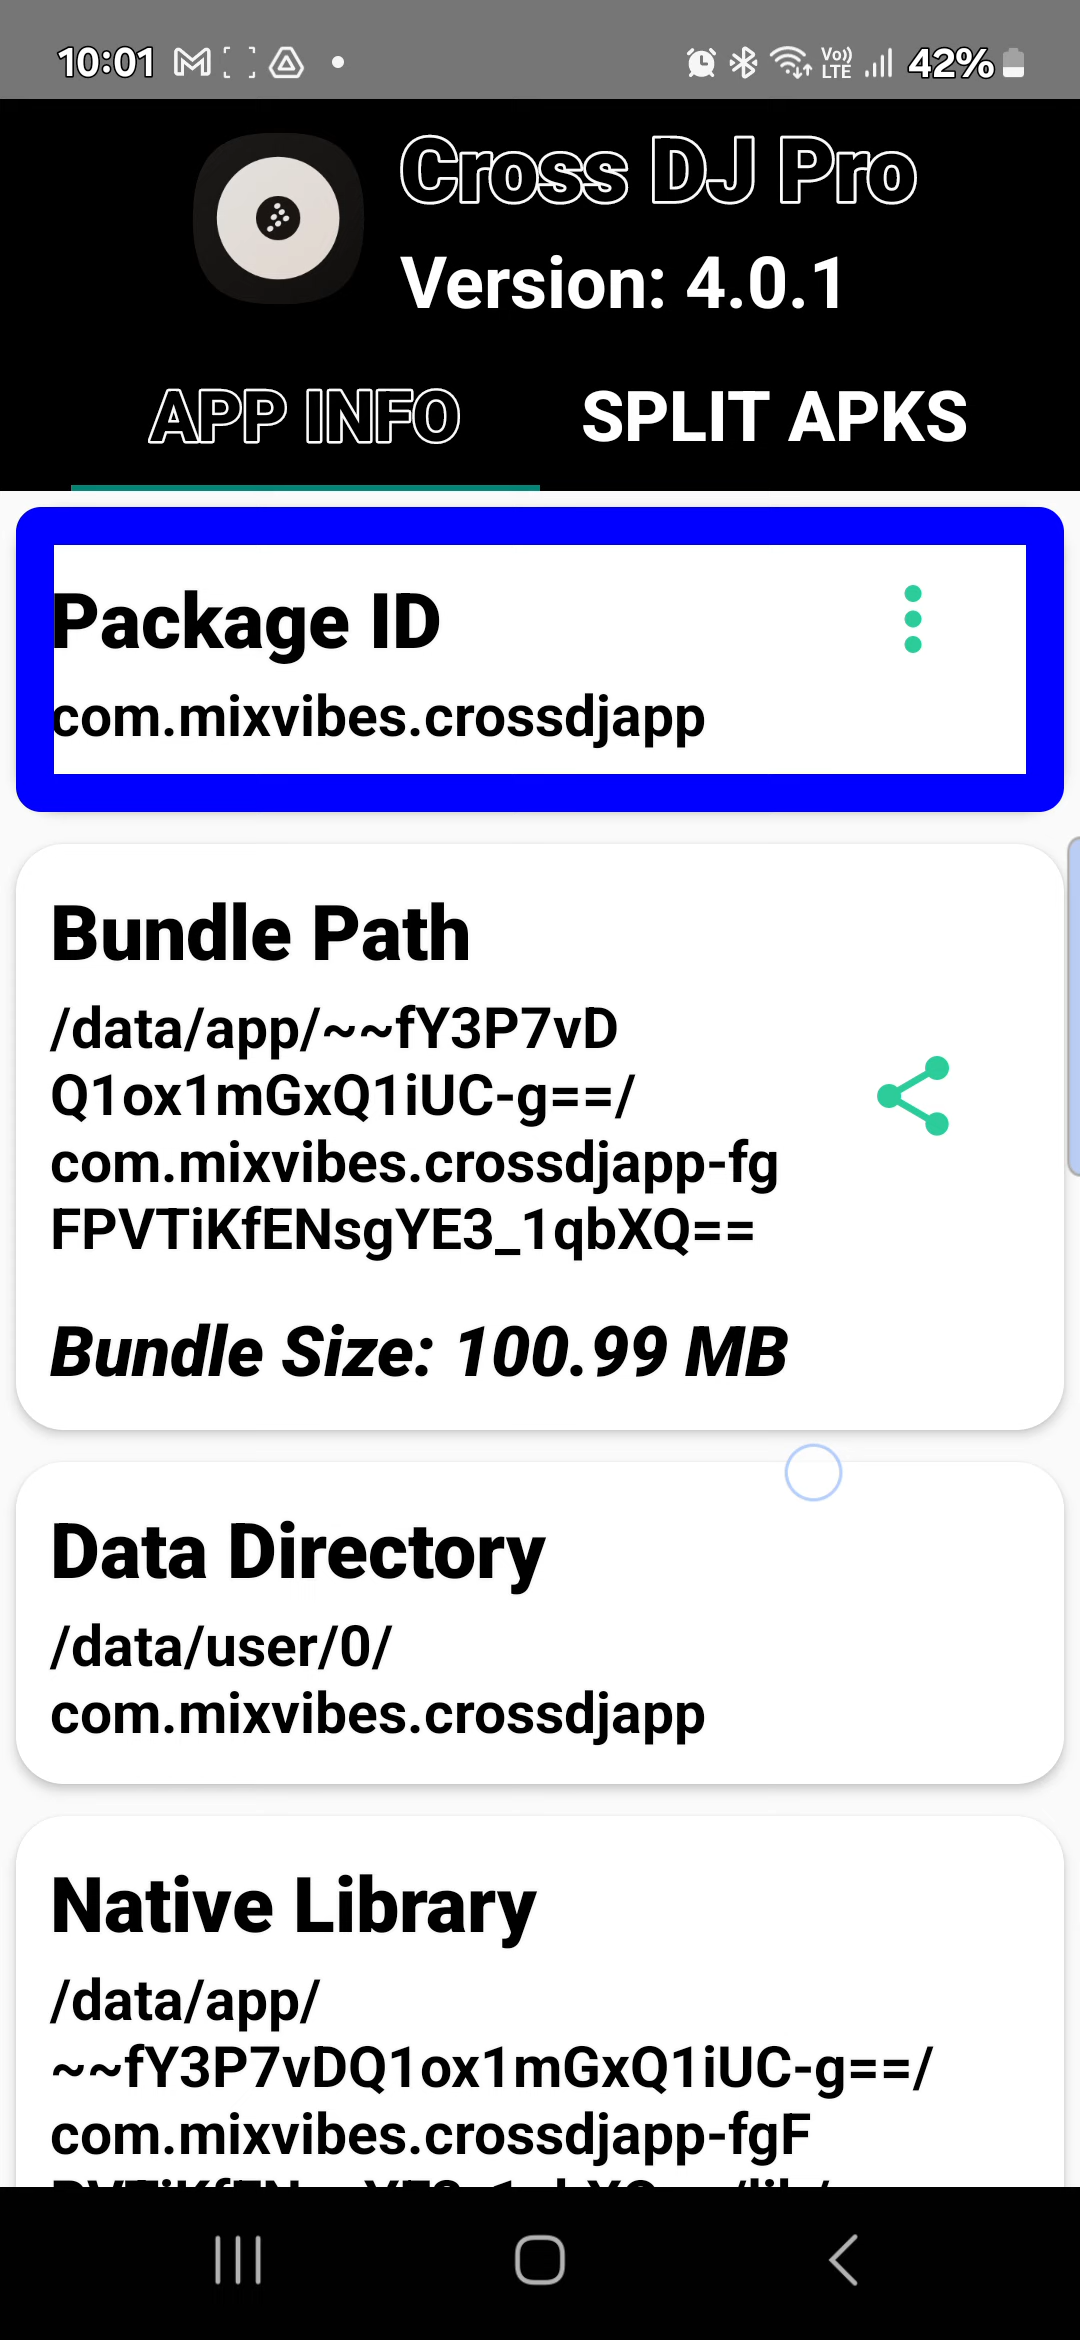 10:01
Vo))
LTE
42%
Cross DJ Pro
Version: 4.0.1
APP INFO
SPLIT APKS
Package ID
com.mixvibes.crossdjapp
Bundle Path
/data/app/~~fY3P7vD
Q1ox1mGxQ1iUC-g==/
com.mixvibes.crossdjapp-fg
FPVTiKfENsgYE3_1qbXQ==
Bundle Size: 100.99 MB
Data Directory
/data/user/0/
com.mixvibes.crossdjapp
Native Library
/data/app/
~~fY3P7vDQ1ox1mGxQ1iUC-g==/
com.mixvibes.crossdjapp-fgF